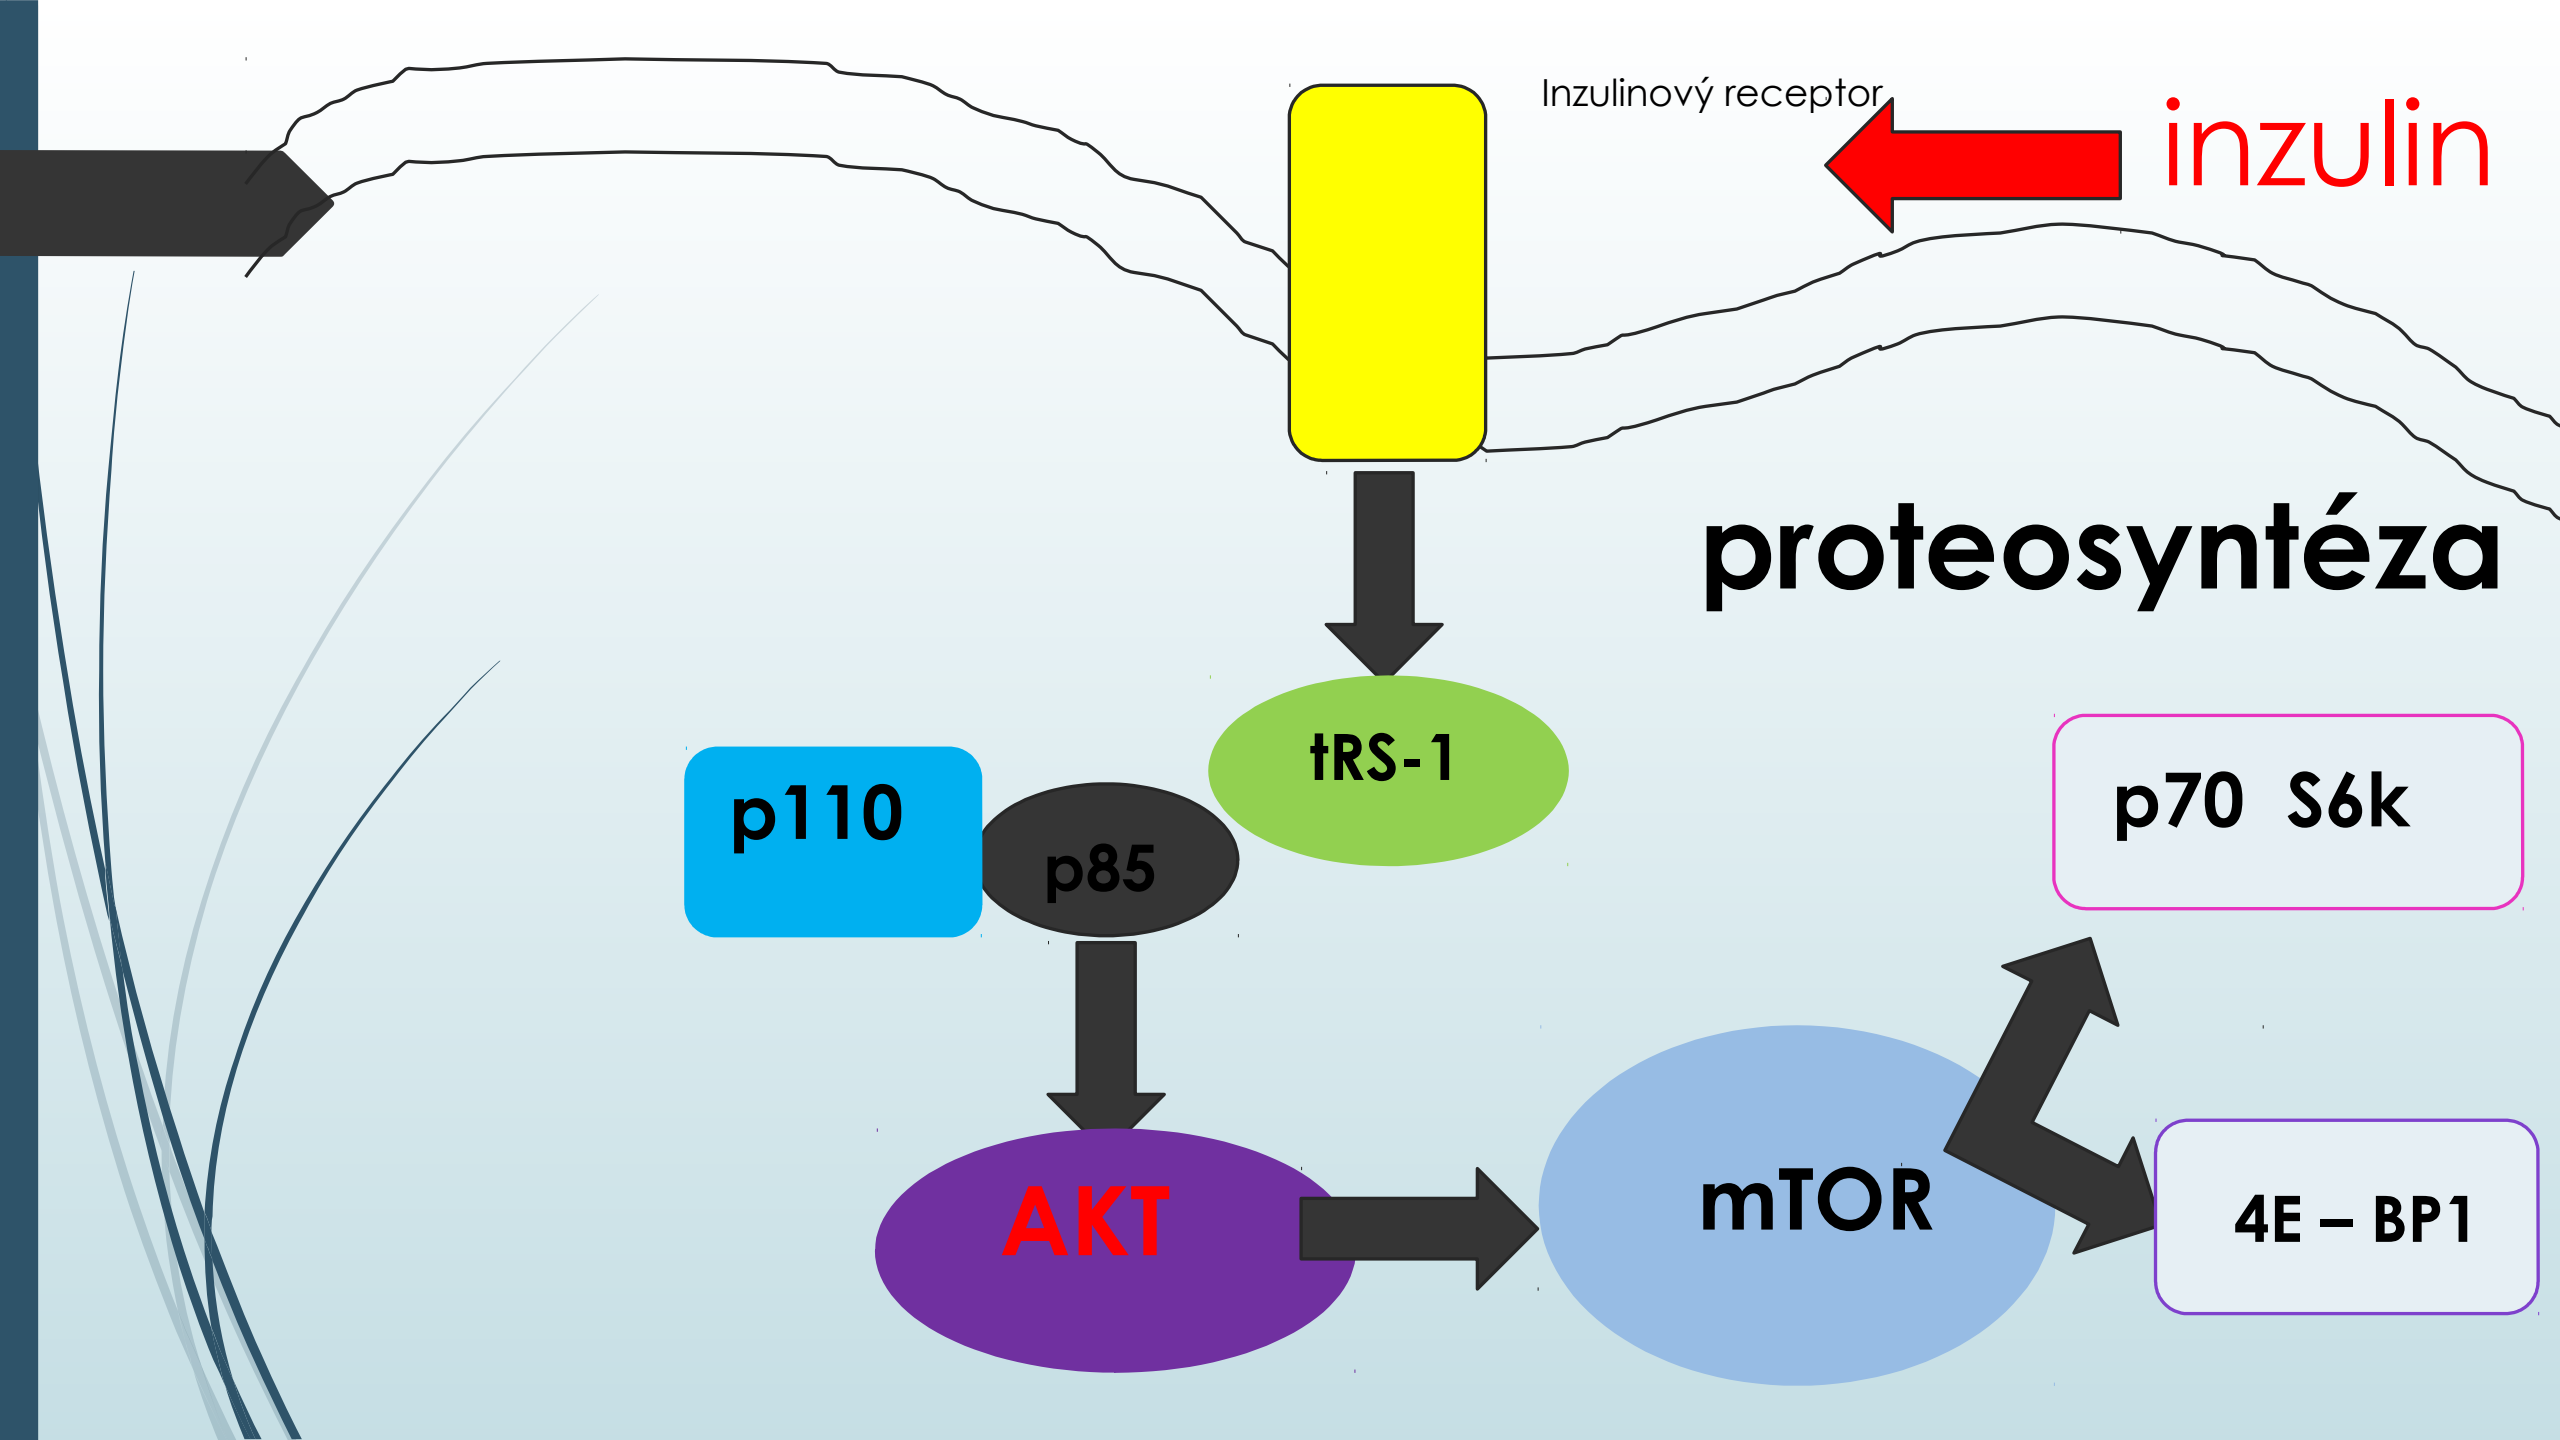 Inzulinový receptor
inzulin
proteosyntéza
tRS-1
p110
p85
p70 S6k
AKT
mTOR
4E – BP1